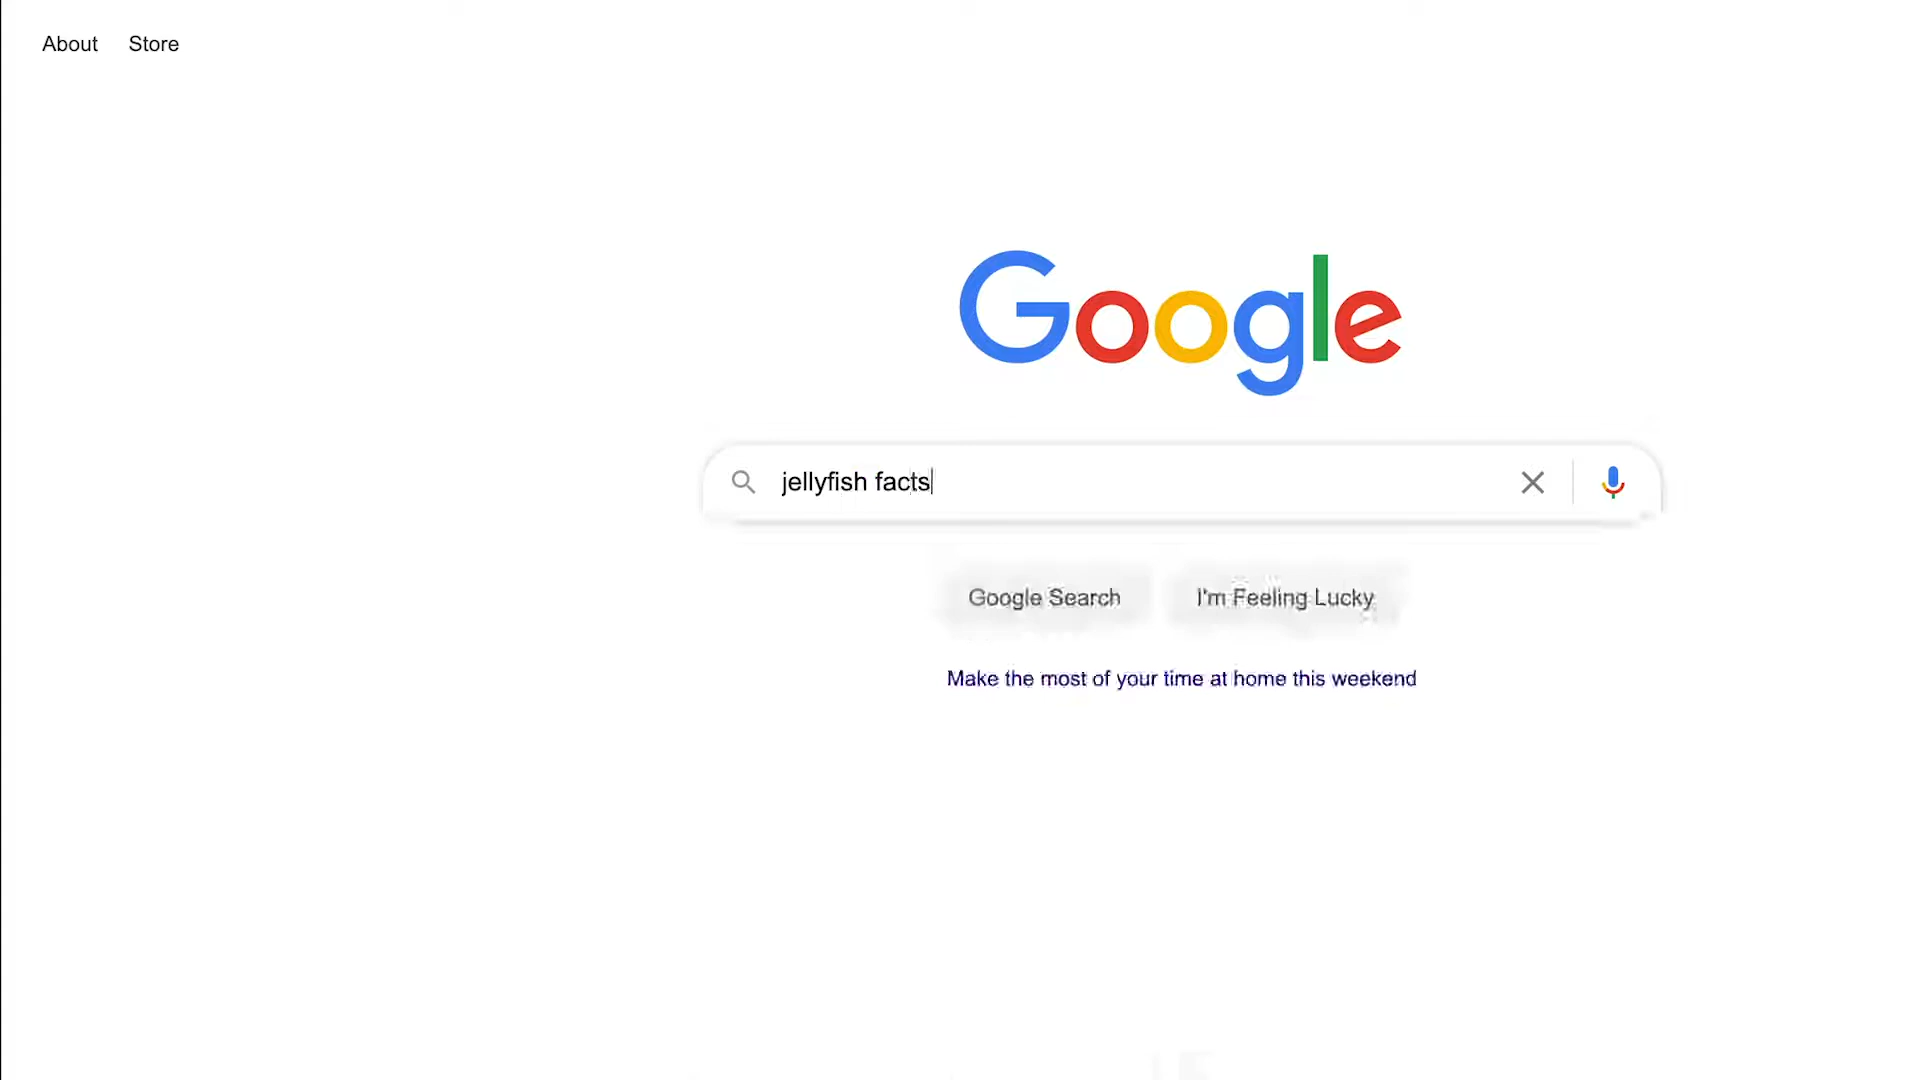 About Store
Google
jellyfish facts
Google Search I'm Feeling Lucky
Make the most of your time at home this weekend